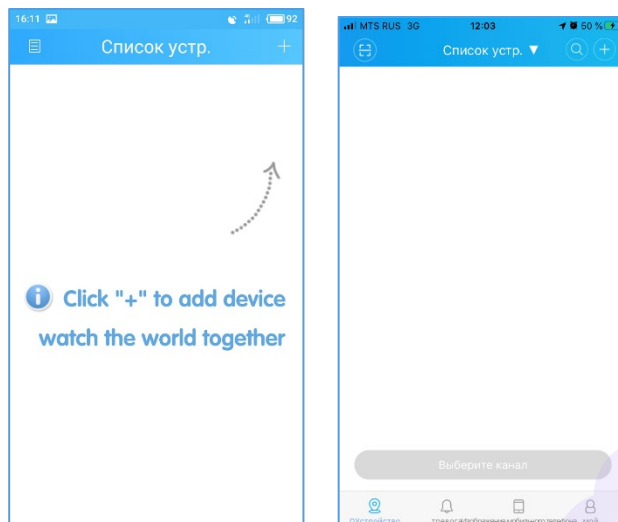 16:11 92
Список устр.
Click "+" to add device
watch the world together
MTS RUS 3G 12:03 50 %
Список устр. ▼
Выберите канал
мой